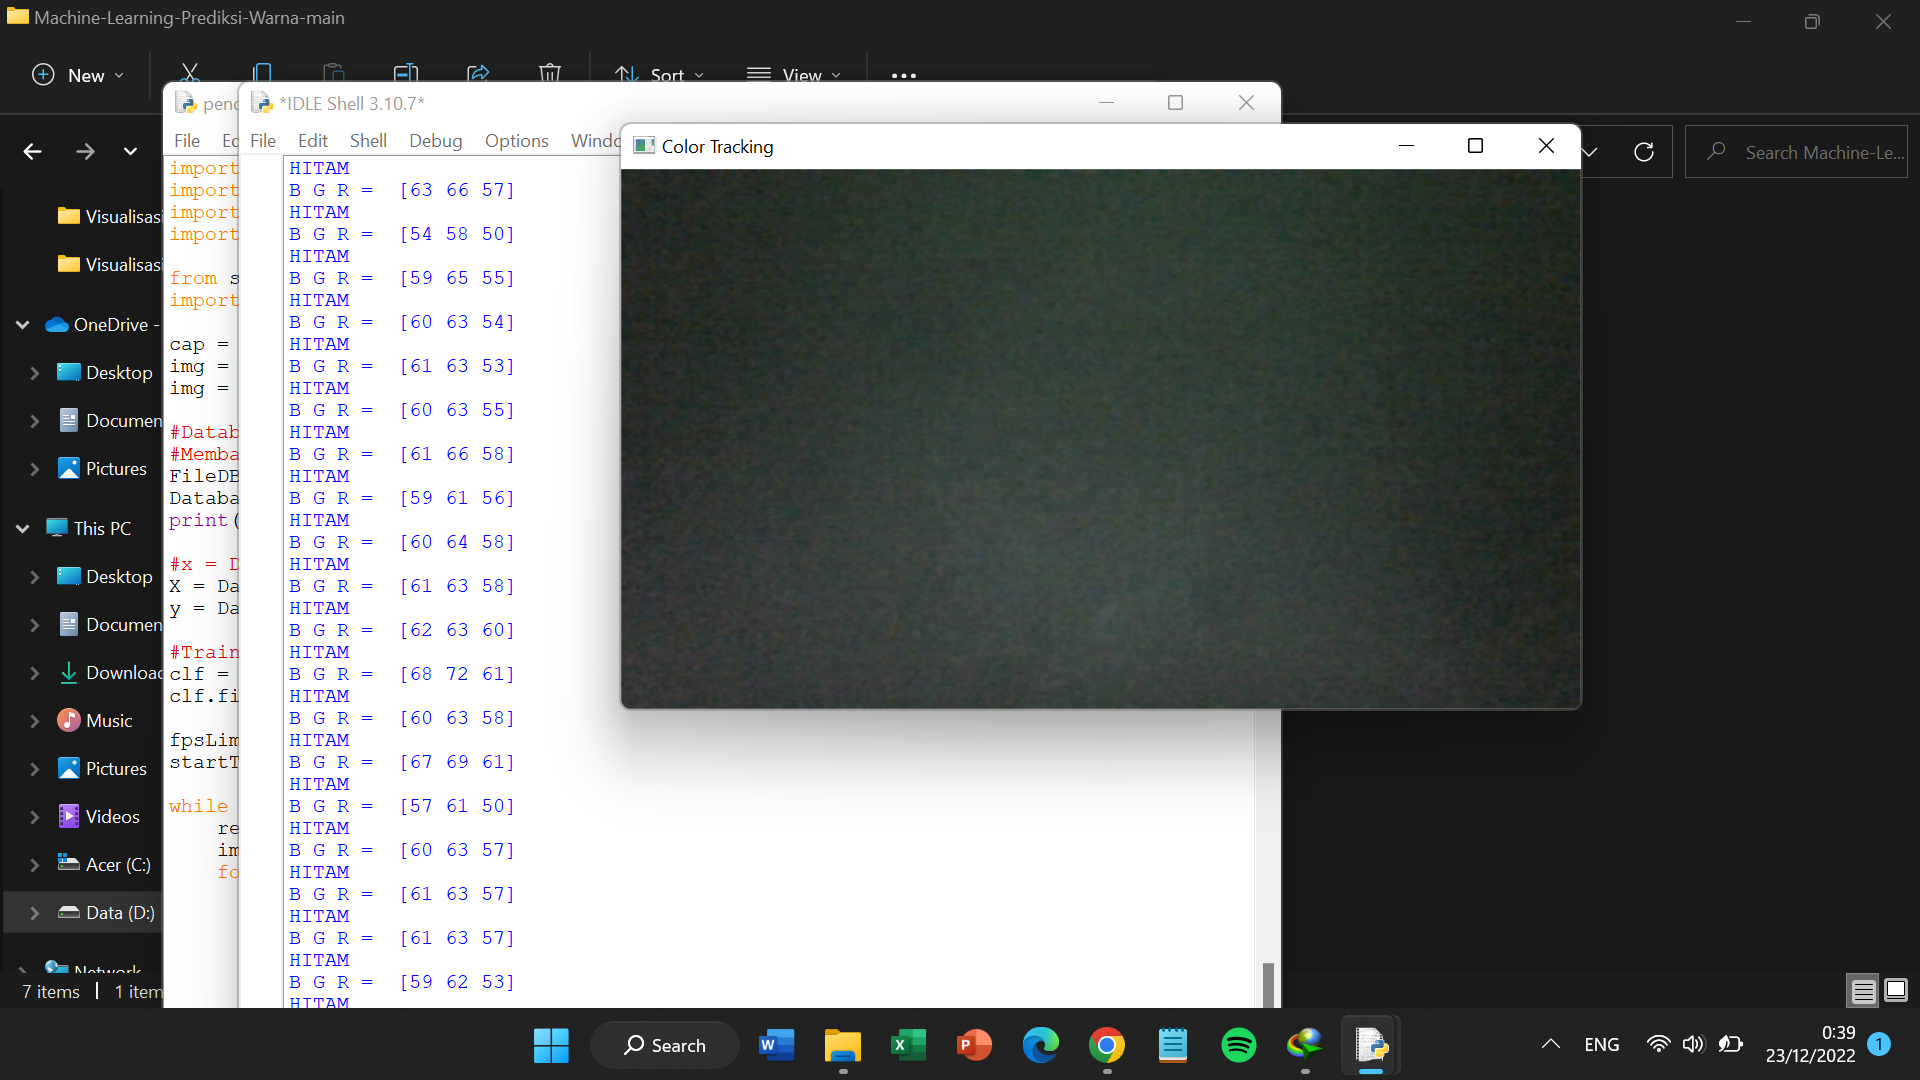 Machine-Learning-Prediksi-Warna-main
New
Sort
View
pend
*IDLE Shell 3.10.7*
File
File Edit Shell Debug Options
Color Tracking
Search Machine-Le...
Visualisasi
Visualisasi
OneDrive -
Desktop
Documen
Pictures
This PC
Desktop
Documen
Downloac
Music
Pictures
Videos
Acer (C:)
Data (D:)
Network
7 items
1 item
import
import
import
import
from s
import
cap =
img =
img =
#Datab
#Memba
FileDB
Databa
print(
#x = D
X = Da
y = Da
#Train
clf =
clf.fi
fpsLim
startT
while
re
im
fo
HITAM
B G R = [63 66 57]
HITAM
B G R = [54 58 50]
HITAM
B G R = [59 65 55]
HITAM
B G R = [60 63 54]
HITAM
B G R = [61 63 53]
HITAM
B G R = [60 63 55]
HITAM
B G R = [61 66 58]
HITAM
B G R = [59 61 56]
HITAM
B G R = [60 64 58]
HITAM
B G R = [61 63 58]
HITAM
B G R = [62 63 60]
HITAM
B G R = [68 72 61]
HITAM
B G R = [60 63 58]
HITAM
B G R = [67 69 61]
HITAM
B G R = [57 61 50]
HITAM
B G R = [60 63 57]
HITAM
B G R = [61 63 57]
HITAM
B G R = [61 63 57]
HITAM
B G R = [59 62 53]
HITAM
Search
ENG
0:39
23/12/2022
1